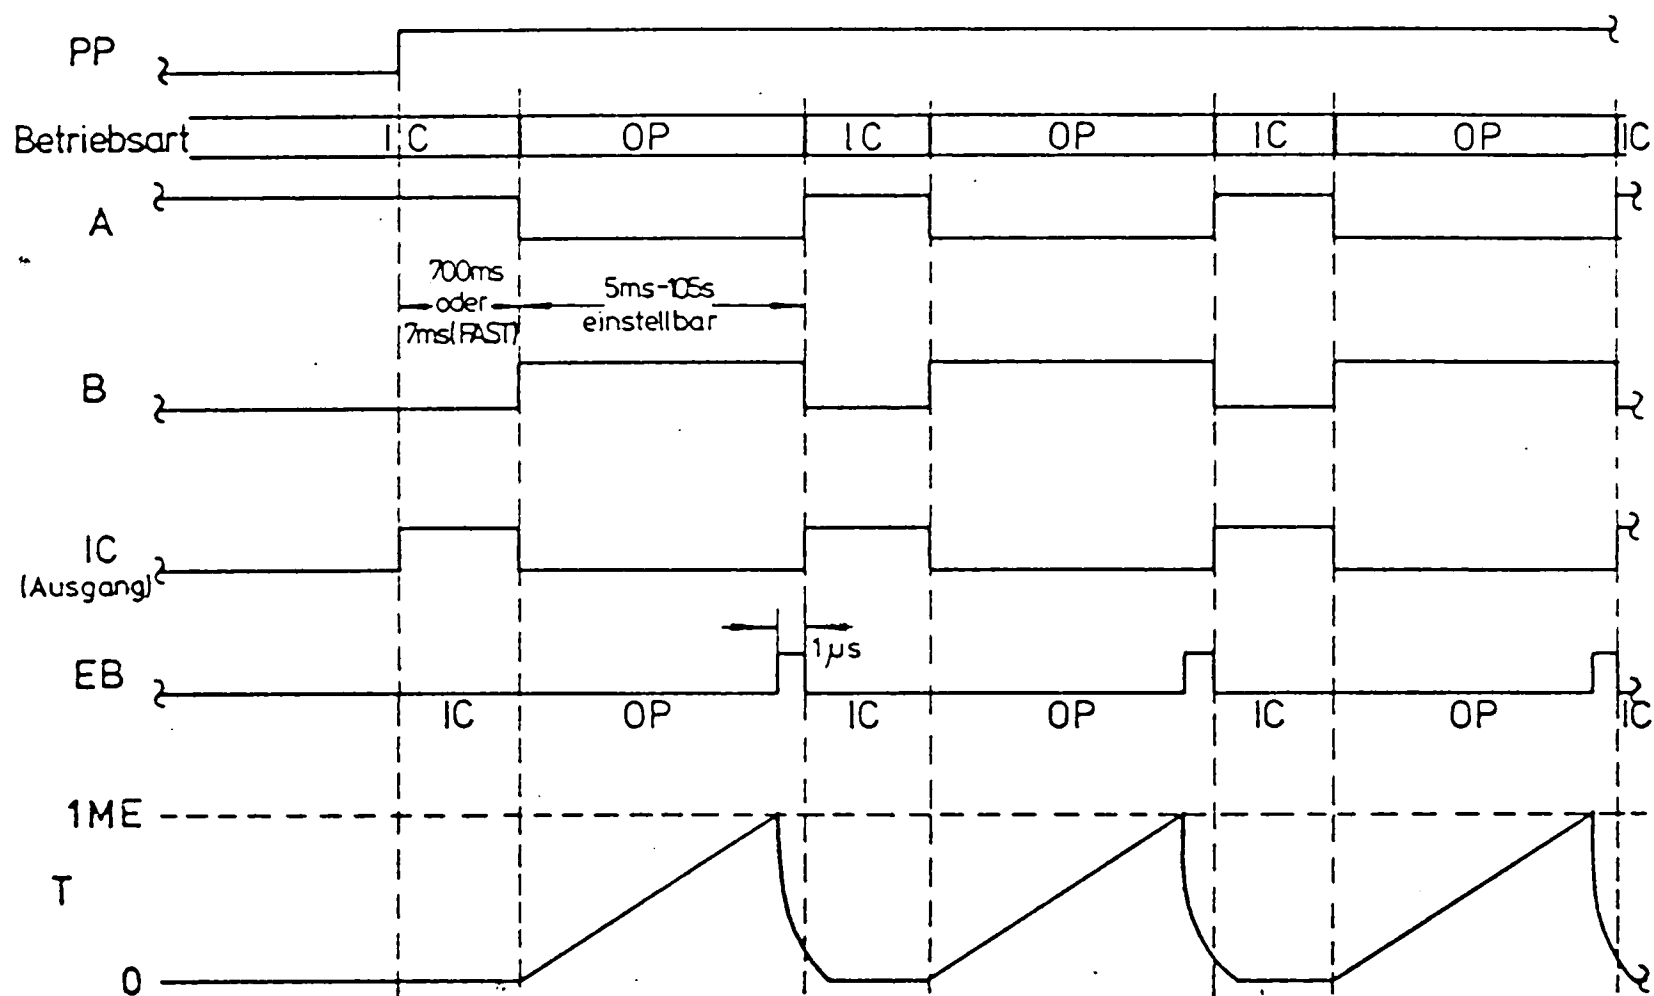 PP
Betriebsart IC OP IC OP IC OP IC
A
700ms
oder
7ms(FAST)
5ms-105s
einstellbar
B
IC
(Ausgang)
1µs
EB
IC OP IC OP IC OP IC
1ME
T
0